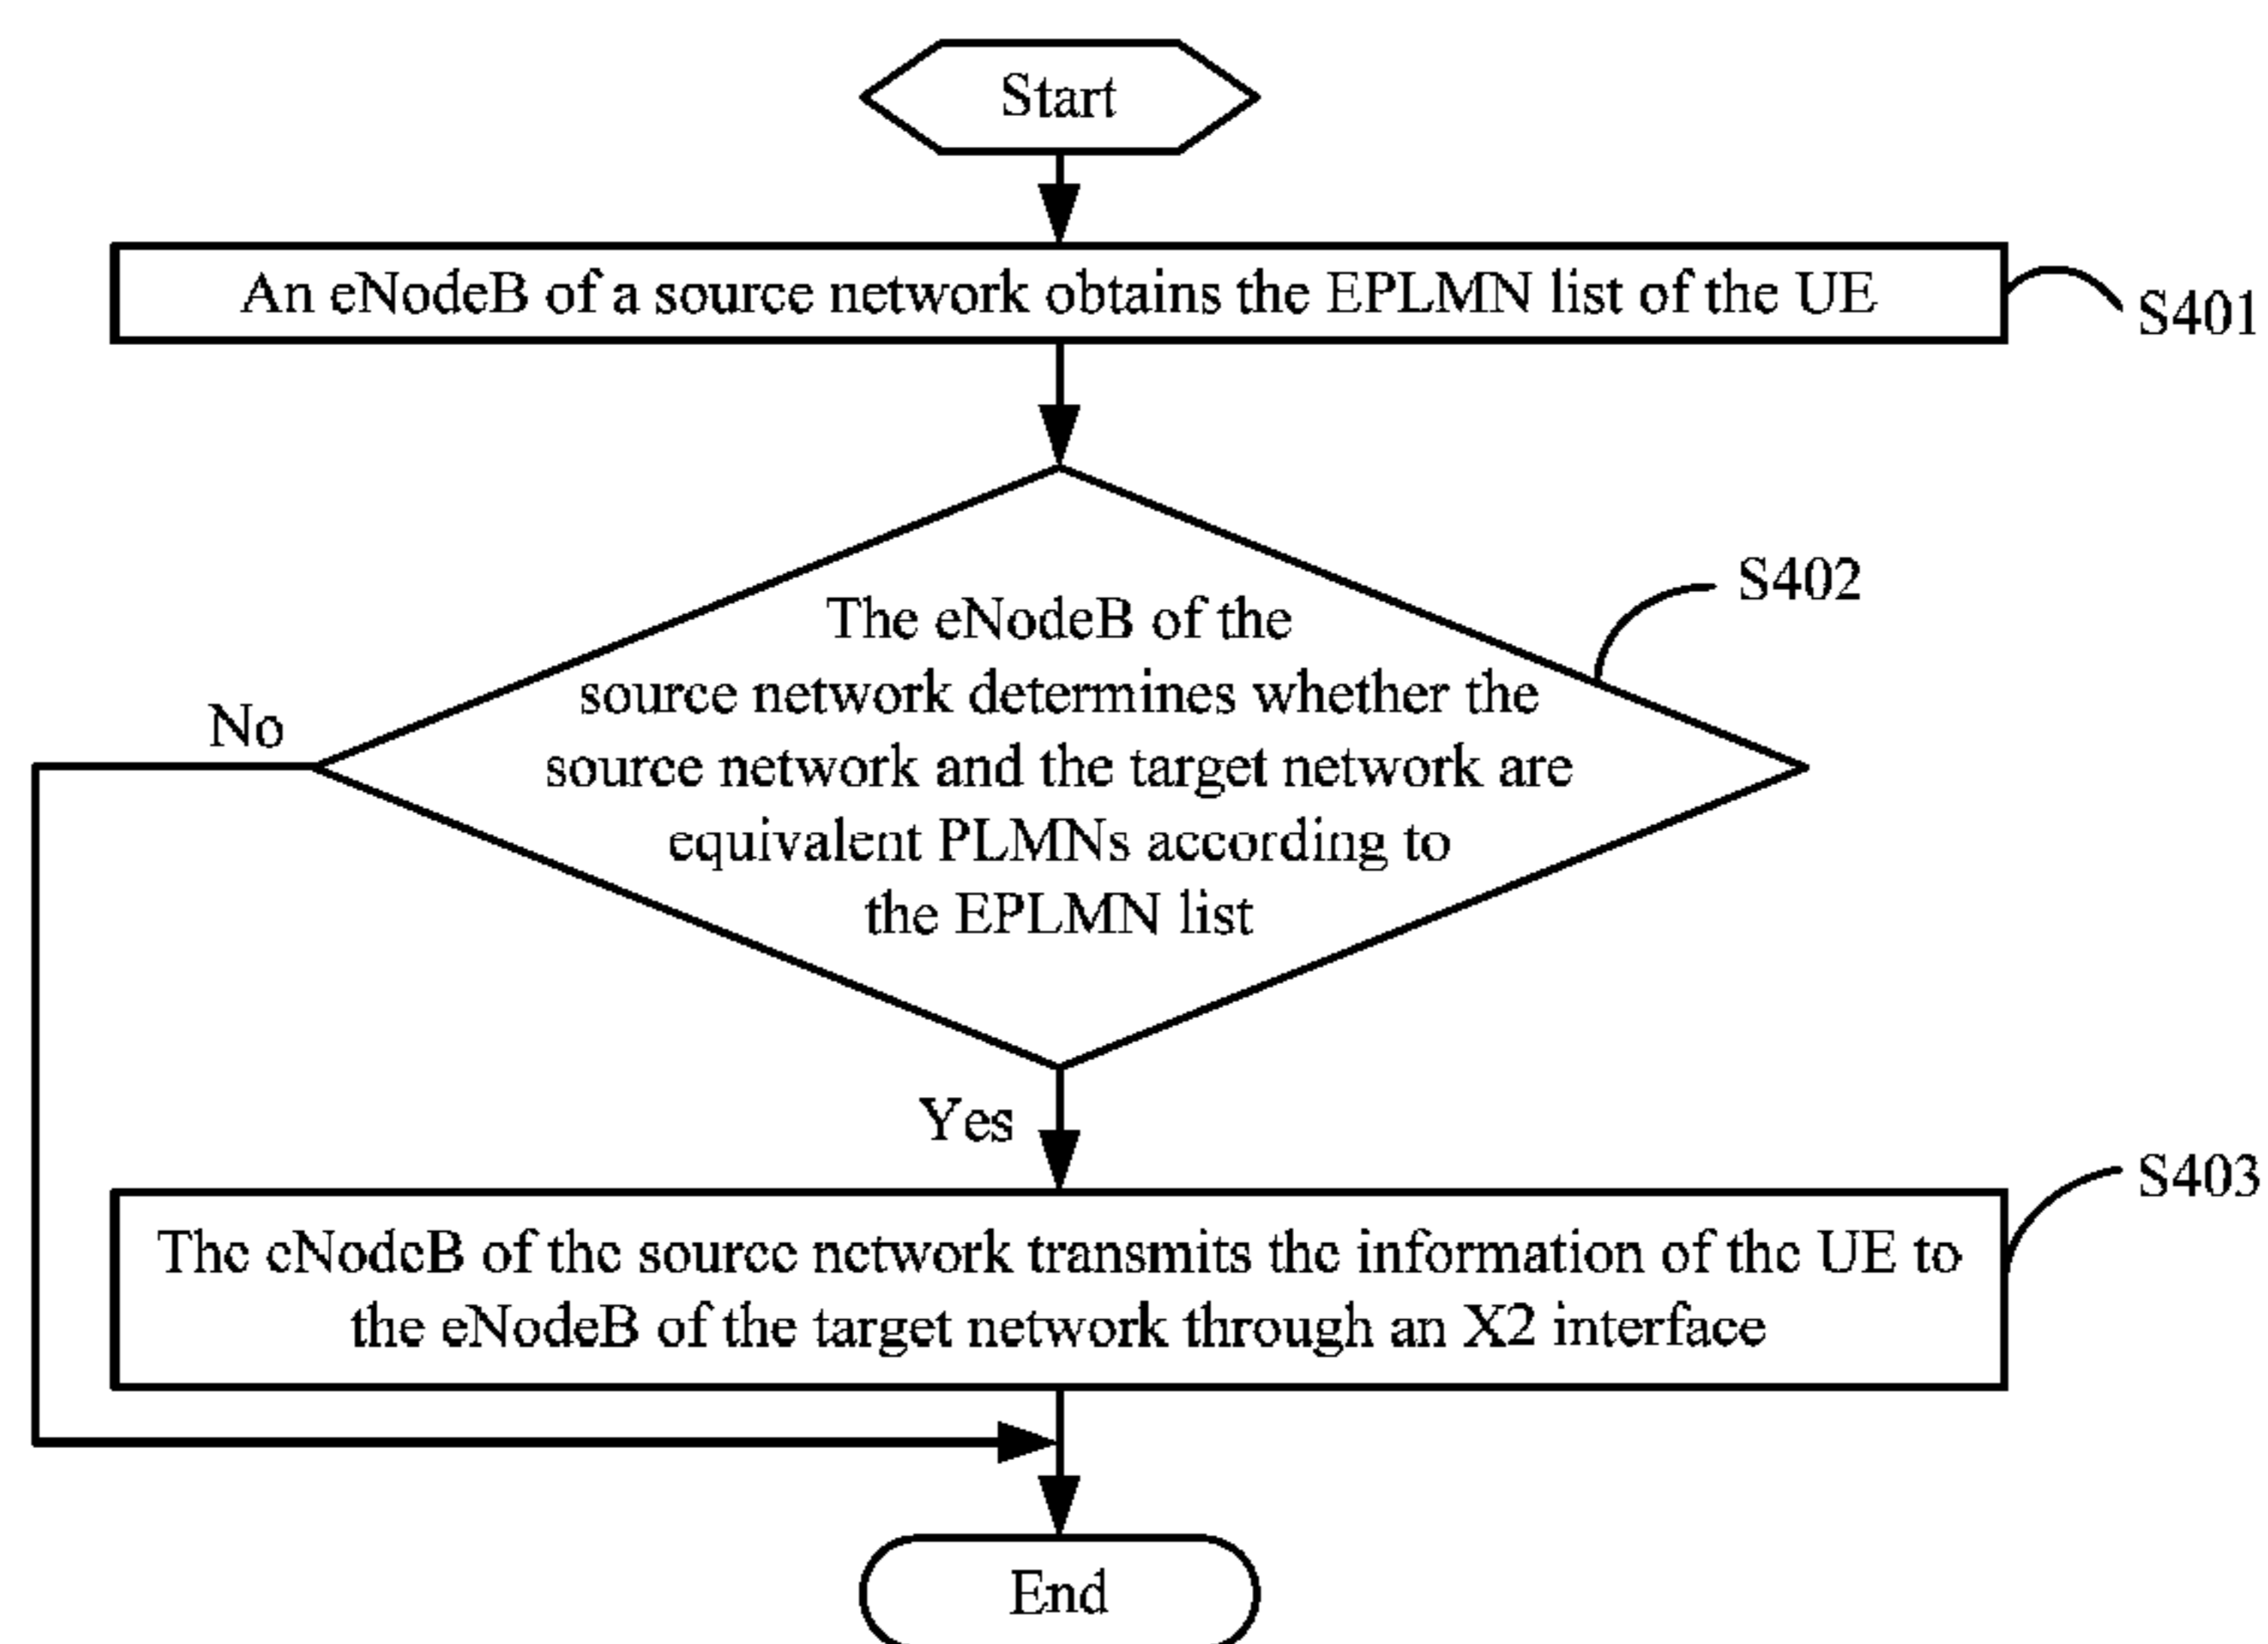 Start
An eNodeB of a source network obtains the EPLMN list of the UE
S401
S402
The eNodeB of the
source network determines whether the
source network and the target network are
equivalent PLMNs according to
the EPLMN list
No
Yes
S403
The eNodeB of the source network transmits the information of the UE to
the eNodeB of the target network through an X2 interface
End